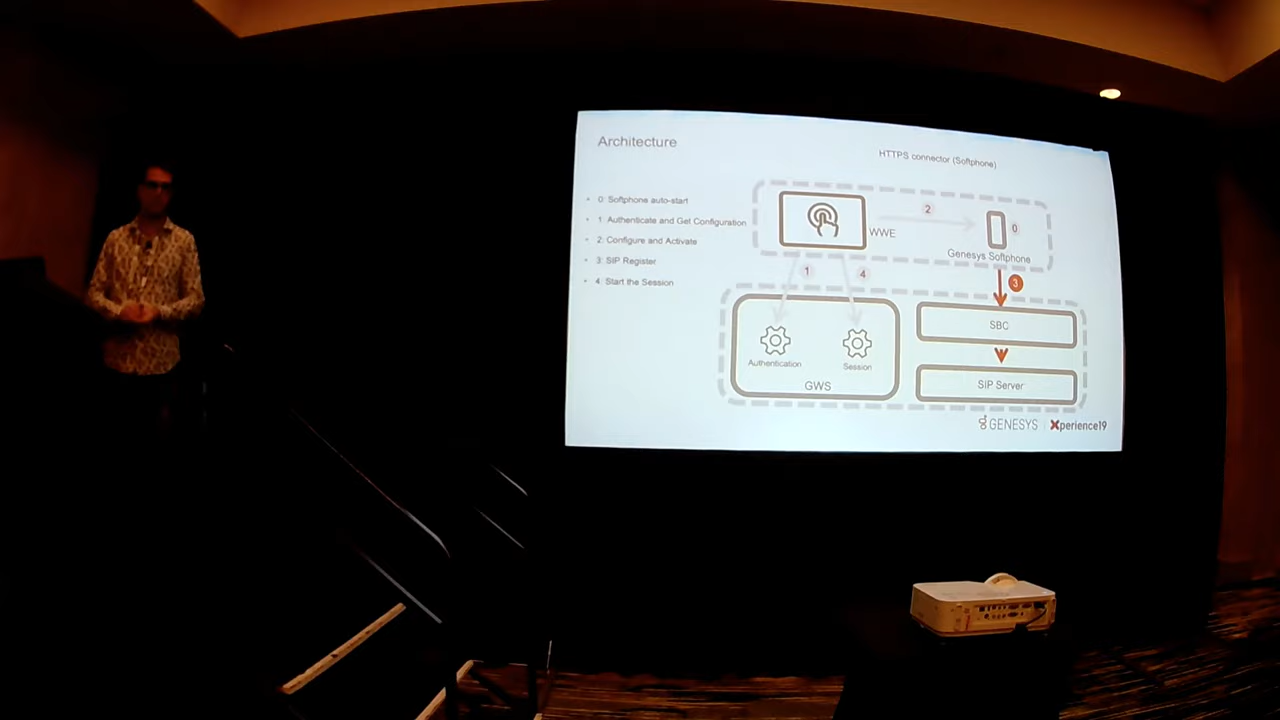 Architecture
HTTPS connector (Softphone)
• 0: Softphone auto-start
• 1: Authenticate and Get Configuration
• 2: Configure and Activate
• 3: SIP Register
• 4: Start the Session
2
0
WWE
Genesys Softphone
1
4
3
SBC
Authentication
Session
GWS
SIP Server
GENESYS | Xperience19